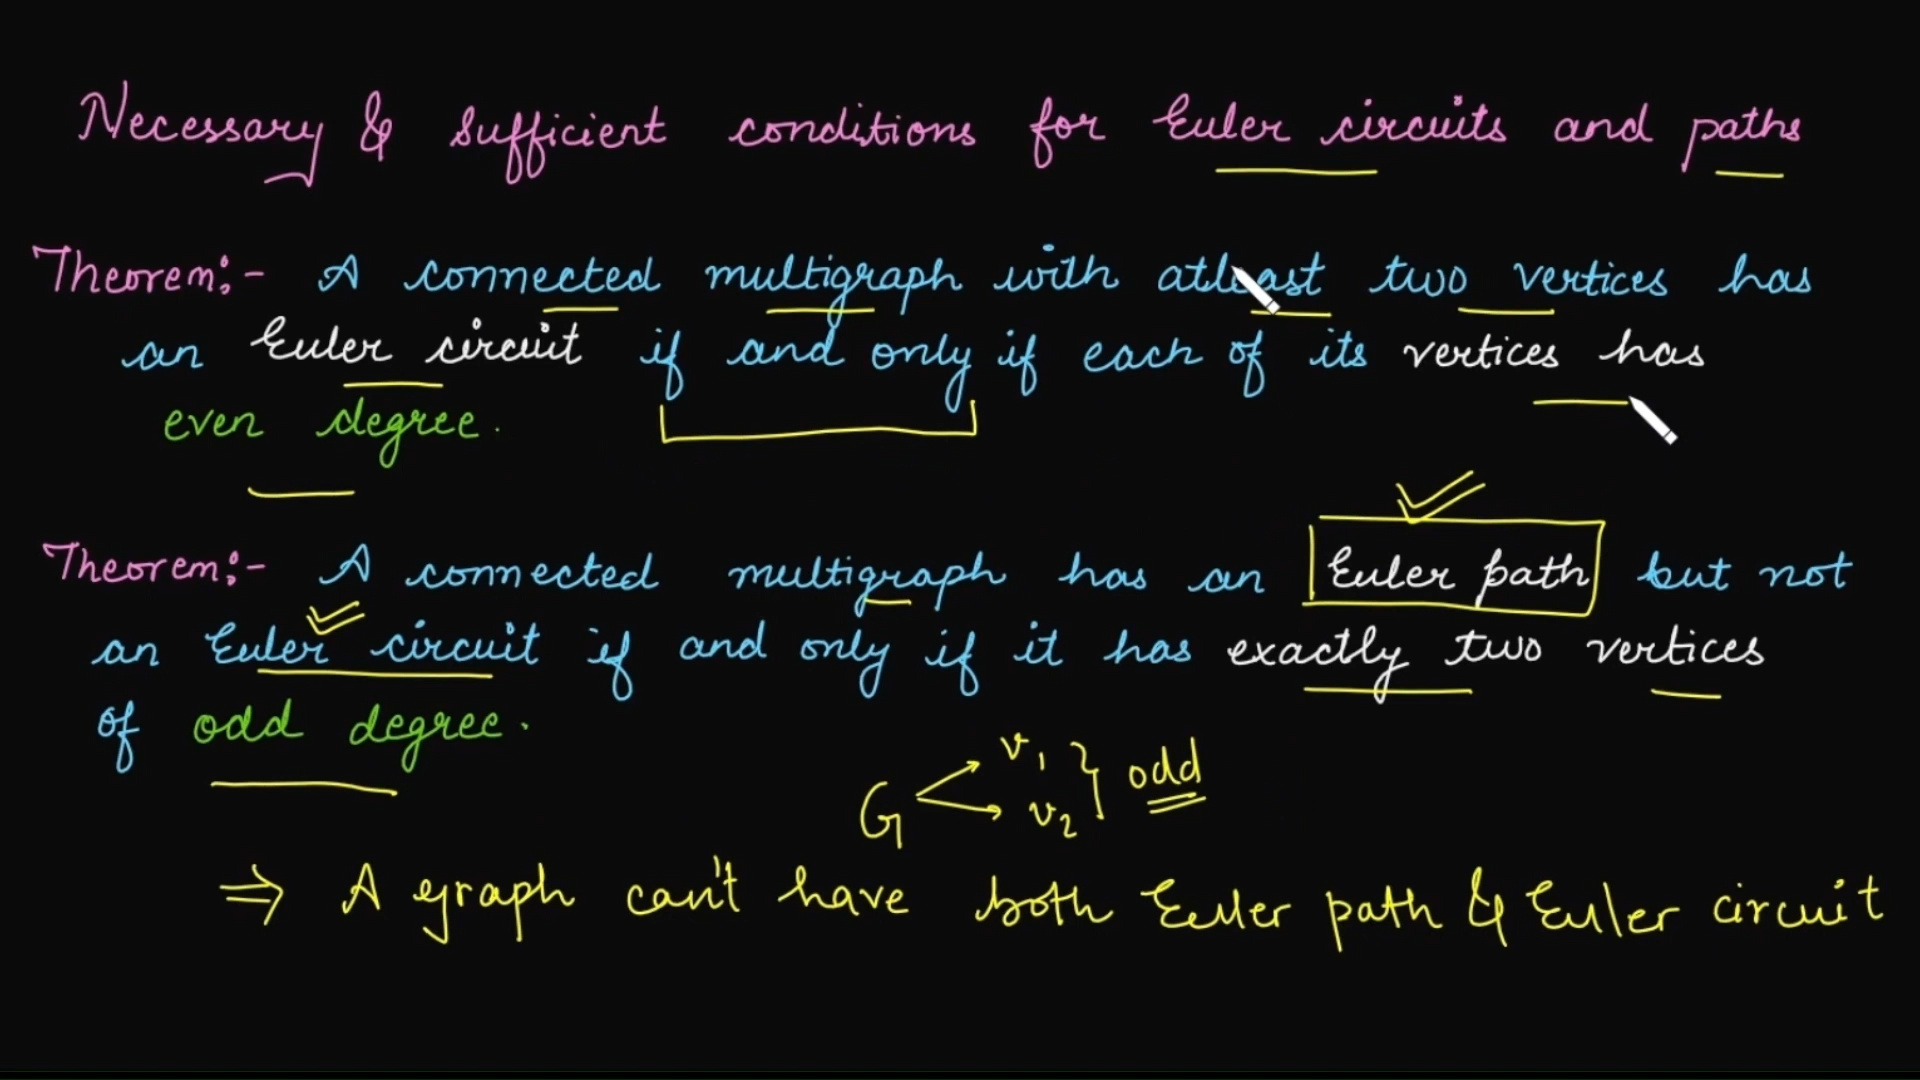 Necessary & sufficient conditions for Euler circuits and paths
Theorem:- A connected multigraph with atleast two vertices has
an Euler circuit if and only if each of its vertices has
even degree.
Theorem:- A connected multigraph has an Euler path but not
an Euler circuit if and only if it has exactly two vertices
of odd degree.
G v1 v2 } odd
⇒ A graph can't have both Euler path & Euler circuit